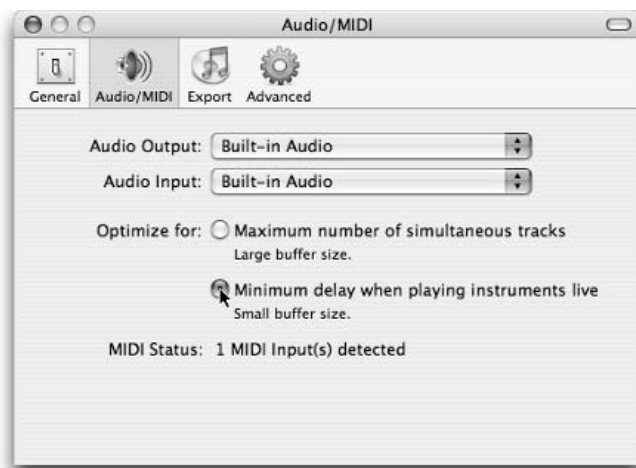 Audio/MIDI
General Audio/MIDI Export Advanced
Audio Output: Built-in Audio
Audio Input: Built-in Audio
Optimize for: Maximum number of simultaneous tracks
Large buffer size.
Minimum delay when playing instruments live
Small buffer size.
MIDI Status: 1 MIDI Input(s) detected